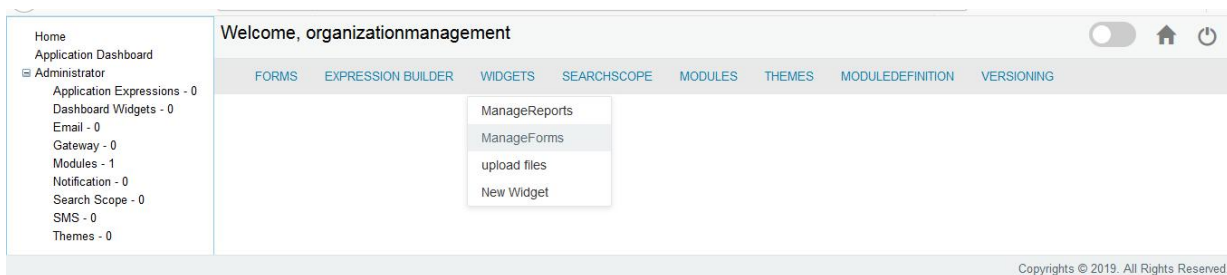 Home
Application Dashboard
Administrator
Application Expressions - 0
Dashboard Widgets - 0
Email - 0
Gateway - 0
Modules - 1
Notification - 0
Search Scope - 0
SMS - 0
Themes - 0
Welcome, organizationmanagement
FORMS EXPRESSION BUILDER WIDGETS SEARCHSCOPE MODULES THEMES MODULEDEFINITION VERSIONING
ManageReports
ManageForms
upload files
New Widget
Copyrights © 2019. All Rights Reserved